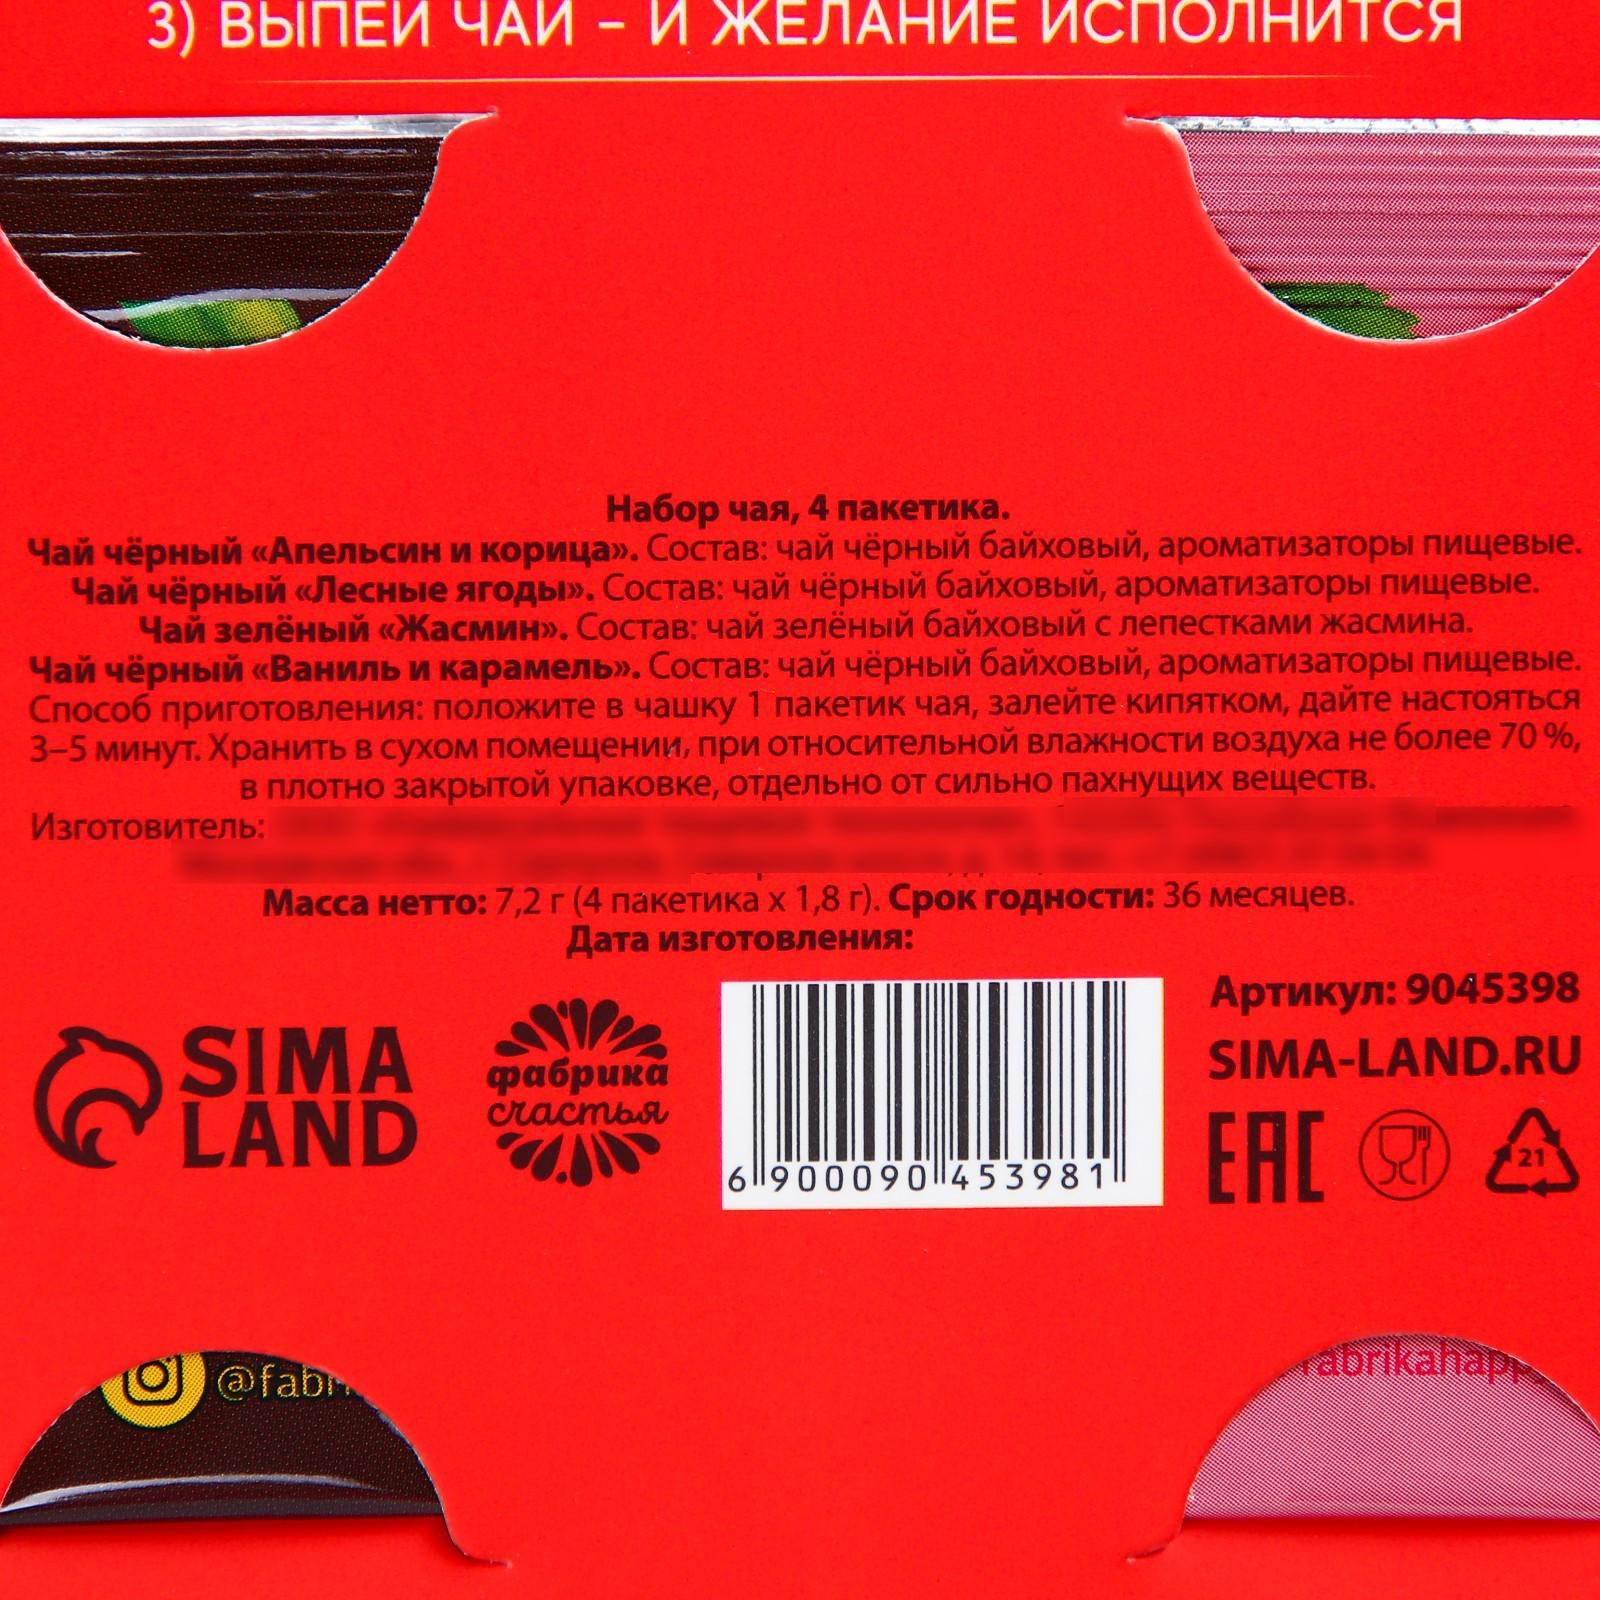 3) ВЫПЕЙ ЧАЙ – И ЖЕЛАНИЕ ИСПОЛНИТСЯ
Набор чая, 4 пакетика.
Чай чёрный «Апельсин и корица». Состав: чай чёрный байховый, ароматизаторы пищевые.
Чай чёрный «Лесные ягоды». Состав: чай чёрный байховый, ароматизаторы пищевые.
Чай зелёный «Жасмин». Состав: чай зелёный байховый с лепестками жасмина.
Чай чёрный «Ваниль и карамель». Состав: чай чёрный байховый, ароматизаторы пищевые.
Способ приготовления: положите в чашку 1 пакетик чая, залейте кипятком, дайте настояться
3–5 минут. Хранить в сухом помещении, при относительной влажности воздуха не более 70 %,
в плотно закрытой упаковке, отдельно от сильно пахнущих веществ.
Изготовитель:
Масса нетто: 7,2 г (4 пакетика х 1,8 г). Срок годности: 36 месяцев.
Дата изготовления:
Артикул: 9045398
SIMA-LAND.RU
SIMA
LAND
фабрика
счастья
6 900090 453981
EAC
21
@fabri
fabrikahapp